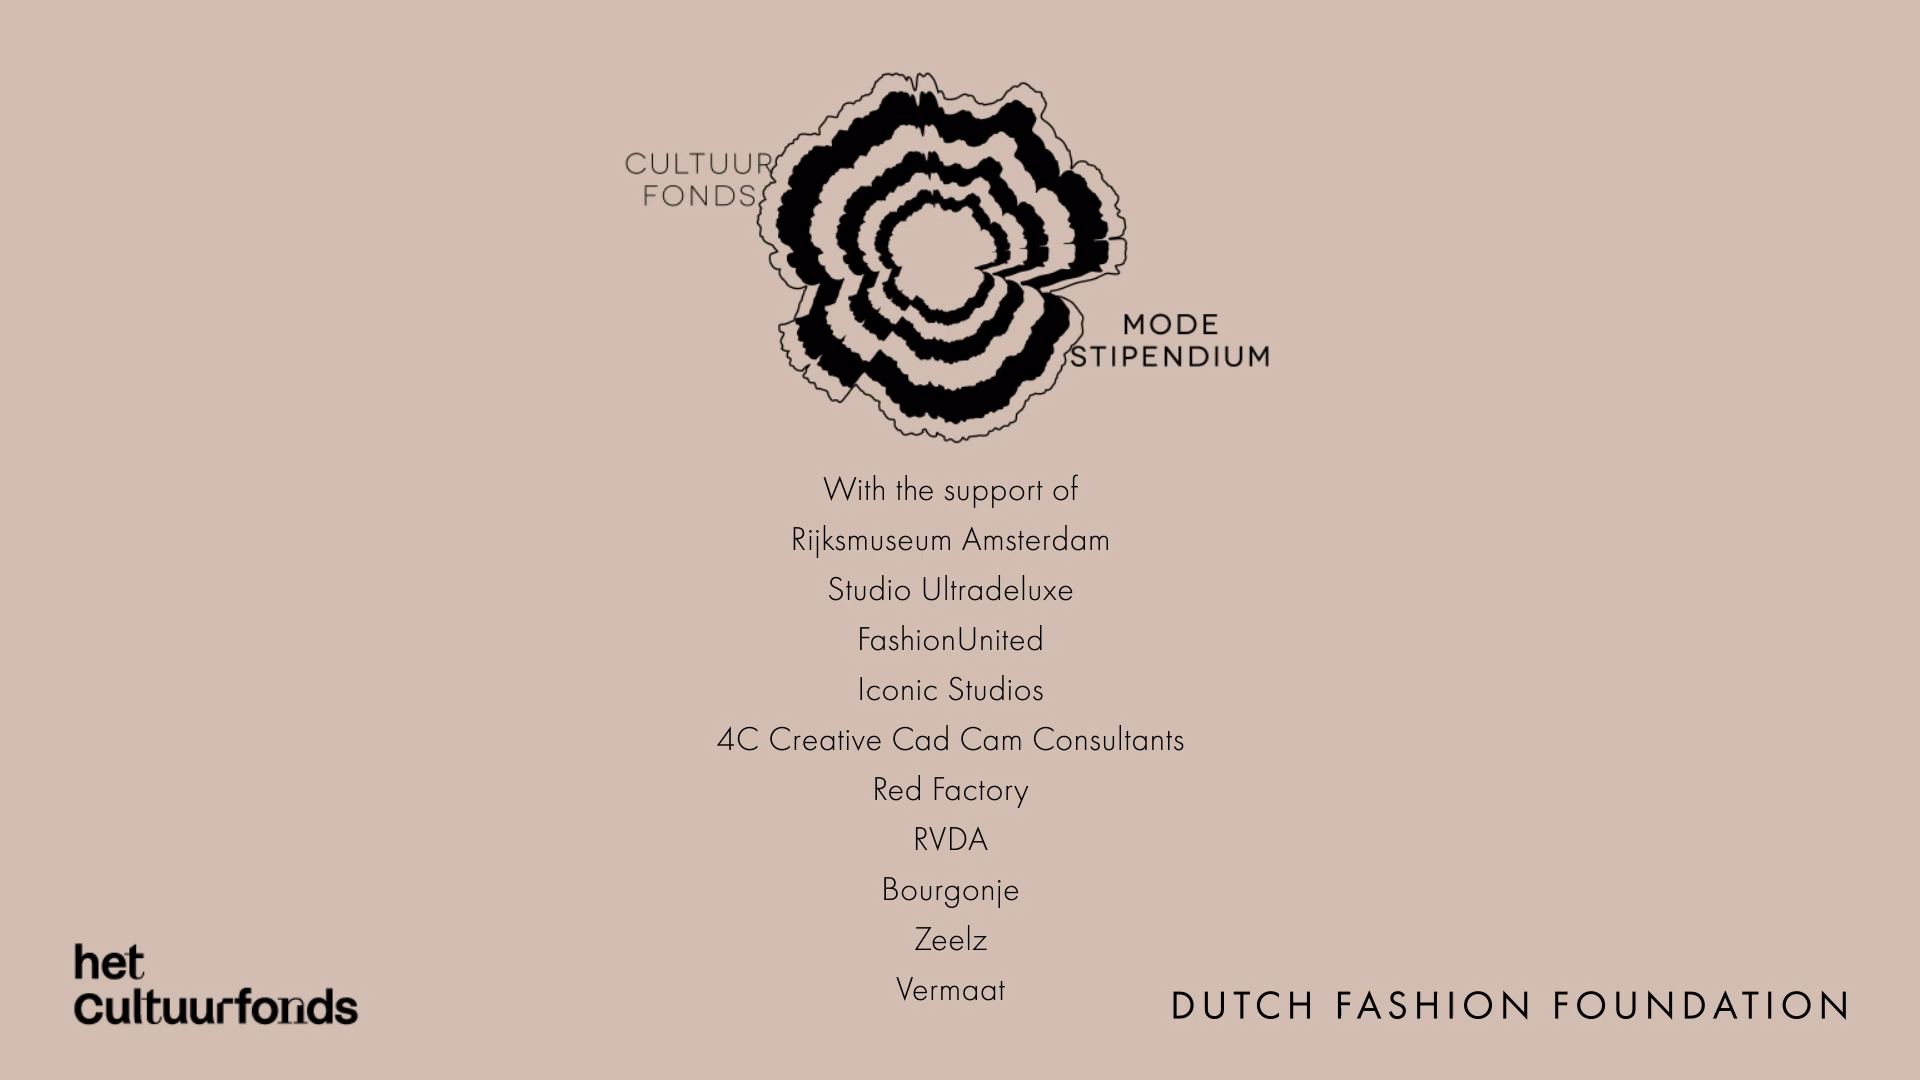 CULTUUR
FONDS
MODE
STIPENDIUM
With the support of
Rijksmuseum Amsterdam
Studio Ultradeluxe
FashionUnited
Iconic Studios
4C Creative Cad Cam Consultants
Red Factory
RVDA
Bourgonje
Zeelz
Vermaat
het
cultuurfonds
DUTCH FASHION FOUNDATION